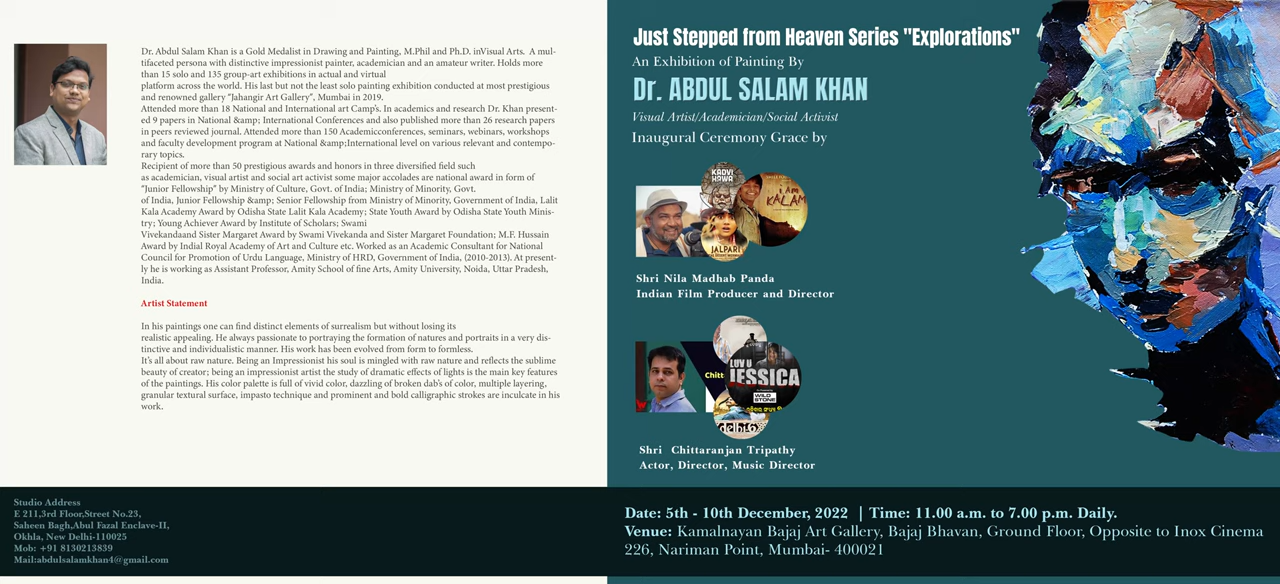 Dr. Abdul Salam Khan is a Gold Medalist in Drawing and Painting, M.Phil and Ph.D. inVisual Arts. A mul-
tifaceted persona with distinctive impressionist painter, academician and an amateur writer. Holds more
than 15 solo and 135 group-art exhibitions in actual and virtual
platform across the world. His last but not the least solo painting exhibition conducted at most prestigious
and renowned gallery "Jahangir Art Gallery", Mumbai in 2019.
Attended more than 18 National and International art Camp's. In academics and research Dr. Khan present-
ed 9 papers in National &amp; International Conferences and also published more than 26 research papers
in peers reviewed journal. Attended more than 150 Academicconferences, seminars, webinars, workshops
and faculty development program at National &amp;International level on various relevant and contempo-
rary topics.
Recipient of more than 50 prestigious awards and honors in three diversified field such
as academician, visual artist and social art activist some major accolades are national award in form of
"Junior Fellowship" by Ministry of Culture, Govt. of India; Ministry of Minority, Govt.
of India, Junior Fellowship &amp; Senior Fellowship from Ministry of Minority, Government of India, Lalit
Kala Academy Award by Odisha State Lalit Kala Academy; State Youth Award by Odisha State Youth Minis-
try; Young Achiever Award by Institute of Scholars; Swami
Vivekandaand Sister Margaret Award by Swami Vivekanda and Sister Margaret Foundation; M.F. Hussain
Award by Indial Royal Academy of Art and Culture etc. Worked as an Academic Consultant for National
Council for Promotion of Urdu Language, Ministry of HRD, Government of India, (2010-2013). At present-
ly he is working as Assistant Professor, Amity School of fine Arts, Amity University, Noida, Uttar Pradesh,
India.
Artist Statement
In his paintings one can find distinct elements of surrealism but without losing its
realistic appealing. He always passionate to portraying the formation of natures and portraits in a very dis-
tinctive and individualistic manner. His work has been evolved from form to formless.
It's all about raw nature. Being an Impressionist his soul is mingled with raw nature and reflects the sublime
beauty of creator; being an impressionist artist the study of dramatic effects of lights is the main key features
of the paintings. His color palette is full of vivid color, dazzling of broken dab's of color, multiple layering,
granular textural surface, impasto technique and prominent and bold calligraphic strokes are inculcate in his
work.
Studio Address
E 211,3rd Floor,Street No.23,
Saheen Bagh,Abul Fazal Enclave-II,
Okhla, New Delhi-110025
Mob: +91 8130213839
Mail:abdulsalamkhan4@gmail.com
Just Stepped from Heaven Series "Explorations"
An Exhibition of Painting By
Dr. ABDUL SALAM KHAN
Visual Artist/Academician/Social Activist
Inaugural Ceremony Grace by
KADVI
HAWA
I AM
KALAM
JALPARI
Shri Nila Madhab Panda
Indian Film Producer and Director
Chitt
LUV U
JESSICA
WILD
STONE
delhi6
Shri Chittaranjan Tripathy
Actor, Director, Music Director
Date: 5th - 10th December, 2022 | Time: 11.00 a.m. to 7.00 p.m. Daily.
Venue: Kamalnayan Bajaj Art Gallery, Bajaj Bhavan, Ground Floor, Opposite to Inox Cinema
226, Nariman Point, Mumbai- 400021